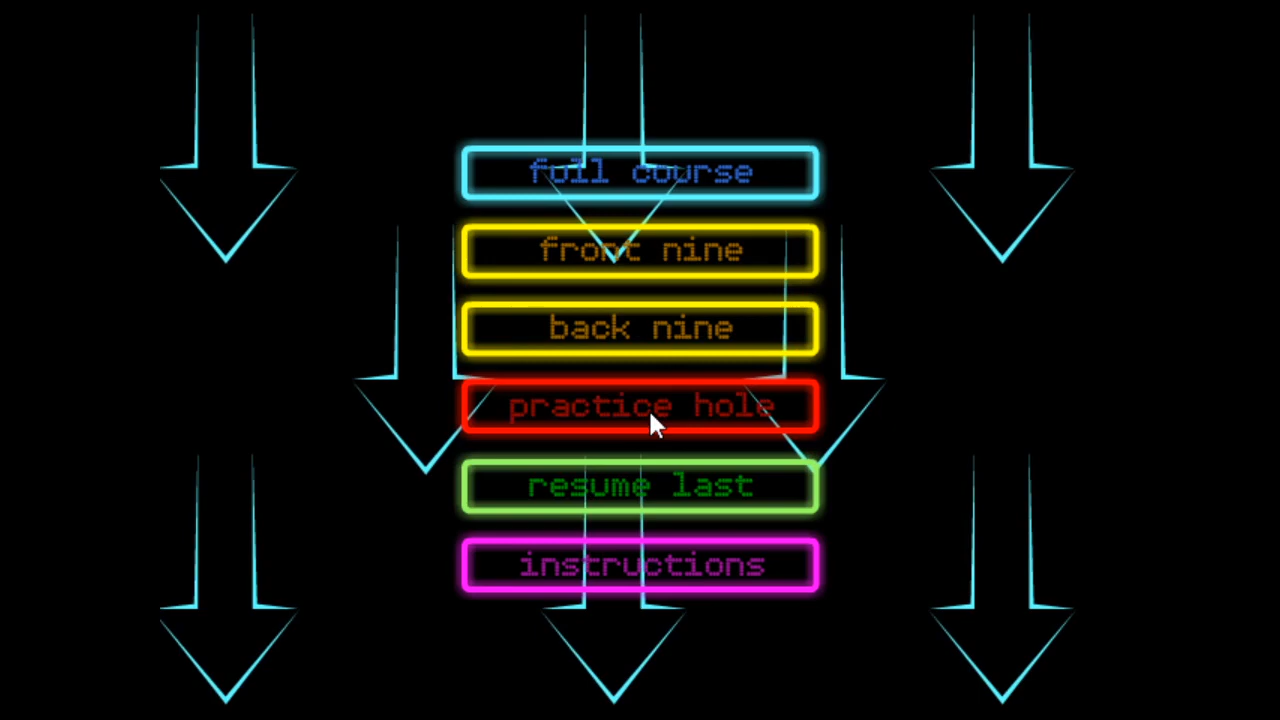 full course
front nine
back nine
practice hole
resume last
instructions